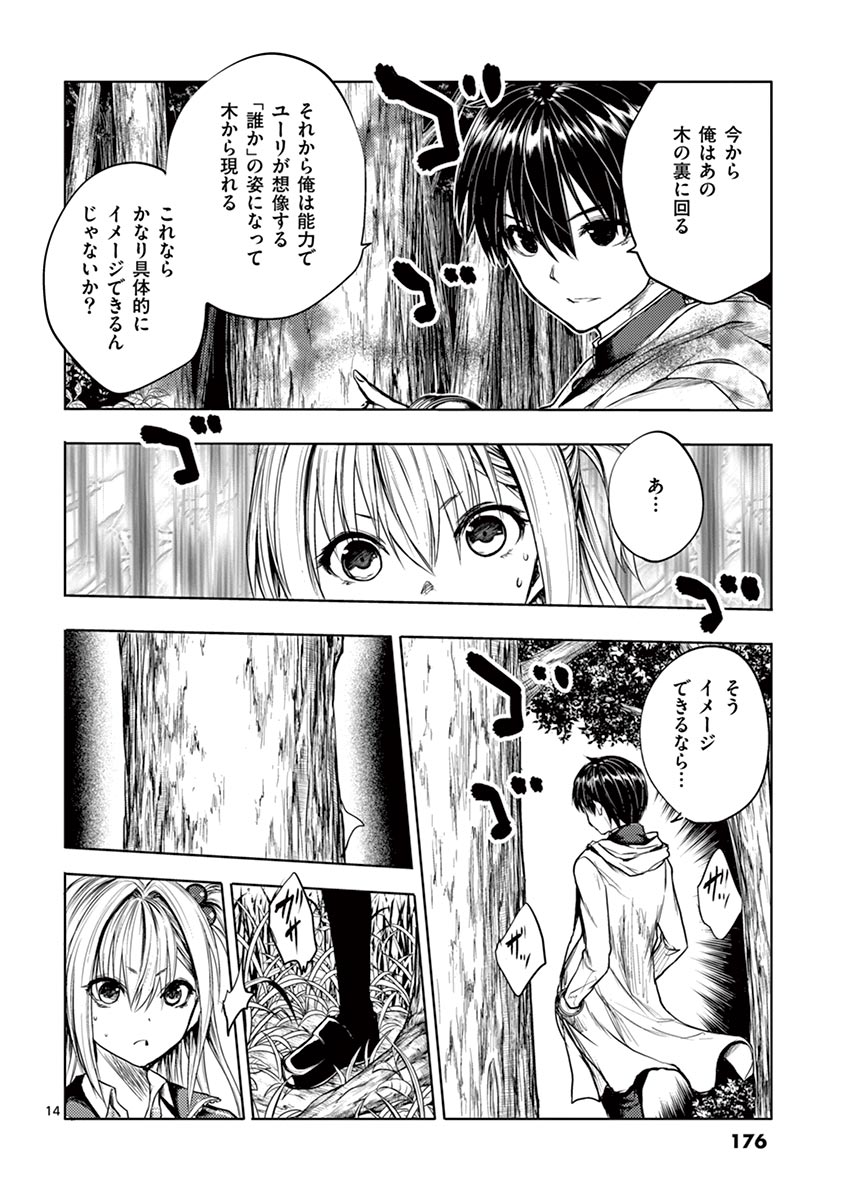 今から
俺はあの
木の裏に回る
それから俺は能力で
ユーリが想像する
「誰か」の姿になって
木から現れる
これなら
かなり具体的に
イメージできるん
じゃないか？
ゴ
ゴ
ゴ
ゴ
あ…
ゴ
ゴ
そう
イメージ
できるなら…
ゴ
ゴ
ザッ
ザッ
ザッ
14
176